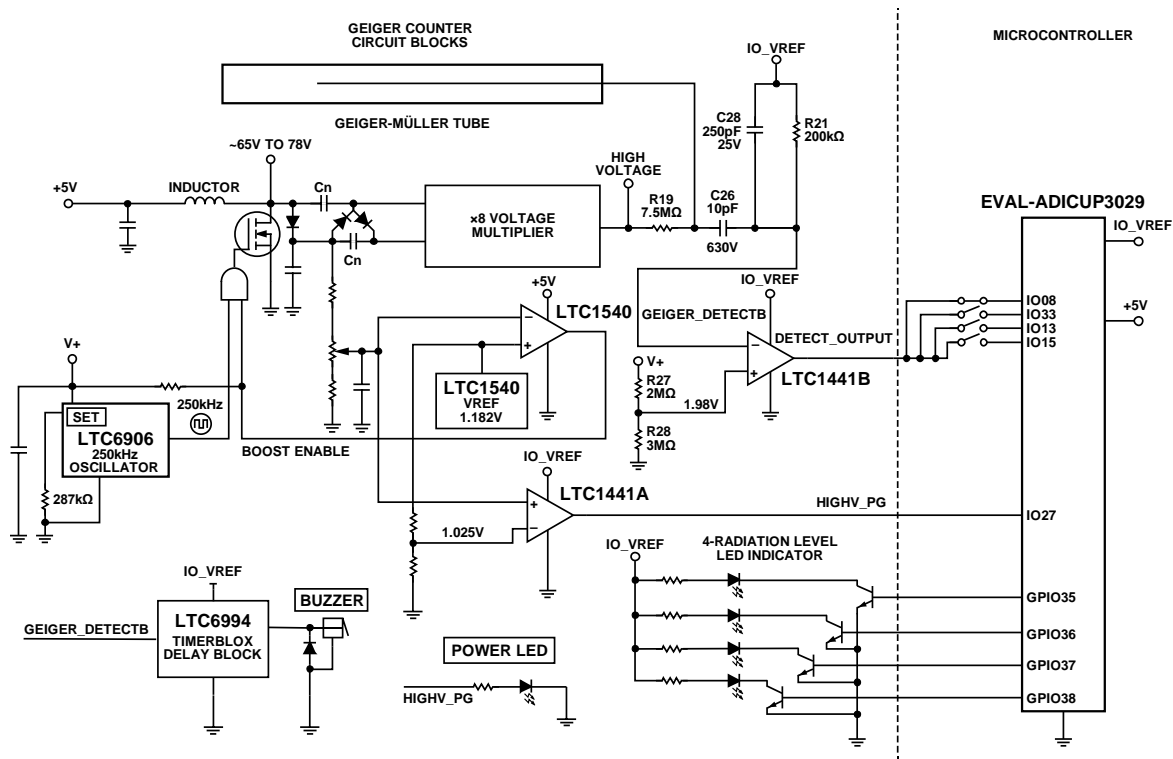 GEIGER COUNTER
CIRCUIT BLOCKS
MICROCONTROLLER
IO_VREF
GEIGER-MÜLLER TUBE
C28
250pF
25V
R21
200kΩ
~65V TO 78V
HIGH
VOLTAGE
+5V
INDUCTOR
Cn
×8 VOLTAGE
MULTIPLIER
R19
7.5MΩ
C26
10pF
630V
Cn
EVAL-ADICUP3029
IO_VREF
+5V
IO08
IO33
IO13
IO15
+5V
LTC1540
−
+
LTC1540
VREF
1.182V
IO_VREF
GEIGER_DETECTB
DETECT_OUTPUT
−
+
LTC1441B
V+
R27
2MΩ
1.98V
R28
3MΩ
V+
250kHz
SET
LTC6906
250kHz
OSCILLATOR
BOOST ENABLE
287kΩ
IO_VREF
LTC1441A
+
−
1.025V
HIGHV_PG
IO27
IO_VREF
4-RADIATION LEVEL
LED INDICATOR
GPIO35
GPIO36
GPIO37
GPIO38
IO_VREF
LTC6994
TIMERBLOX
DELAY BLOCK
GEIGER_DETECTB
BUZZER
POWER LED
HIGHV_PG